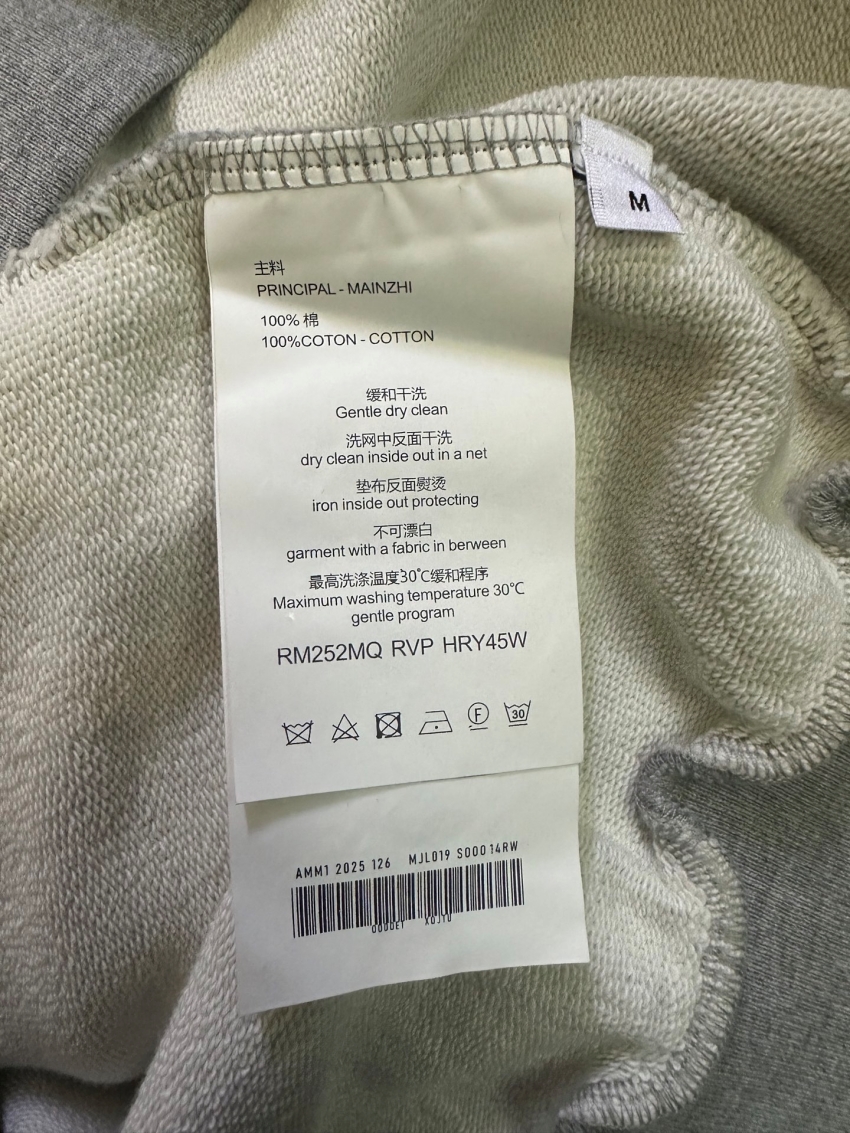 M
主料
PRINCIPAL - MAINZHI
100% 棉
100%COTON - COTTON
缓和干洗
Gentle dry clean
洗网中反面干洗
dry clean inside out in a net
垫布反面熨烫
iron inside out protecting
不可漂白
garment with a fabric in berween
最高洗涤温度30℃缓和程序
Maximum washing temperature 30℃
gentle program
RM252MQ RVP HRY45W
F 30
AMM1 2025 126 MJL019 S000 14RW